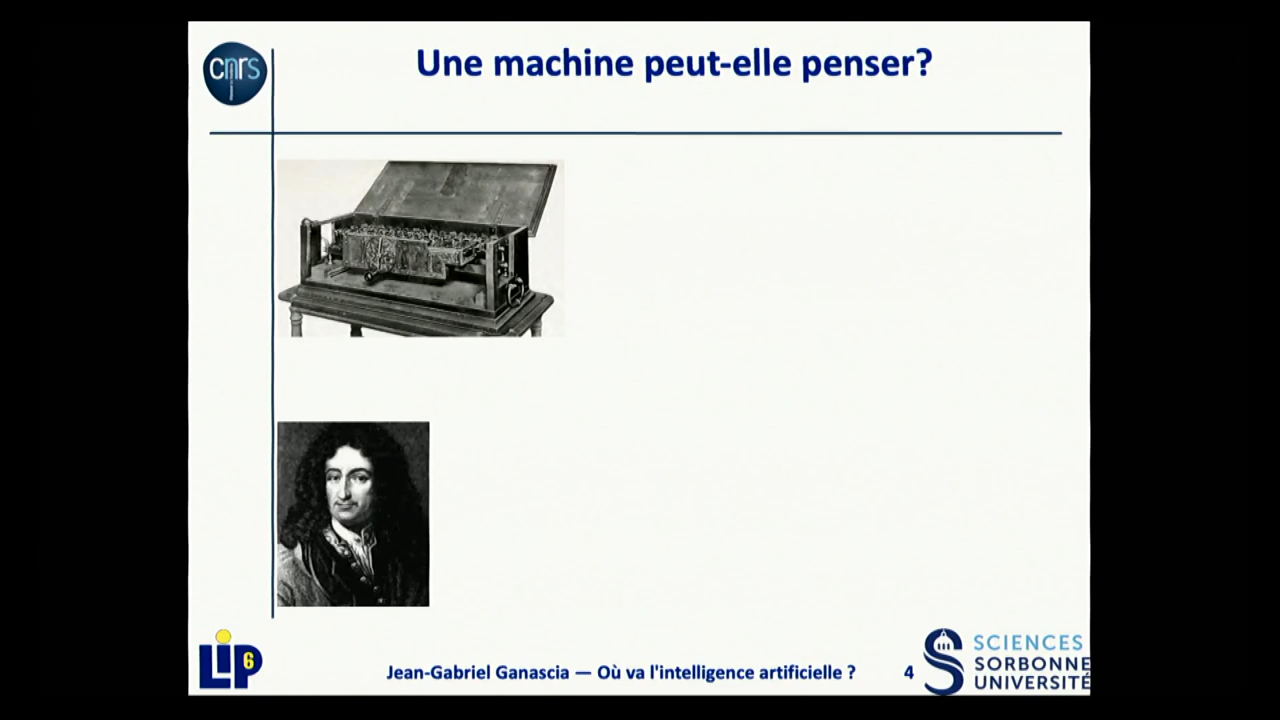 cnrs
Une machine peut-elle penser?
LIP6
Jean-Gabriel Ganascia — Où va l'intelligence artificielle ?
4
SCIENCES
SORBONNE
UNIVERSITÉ